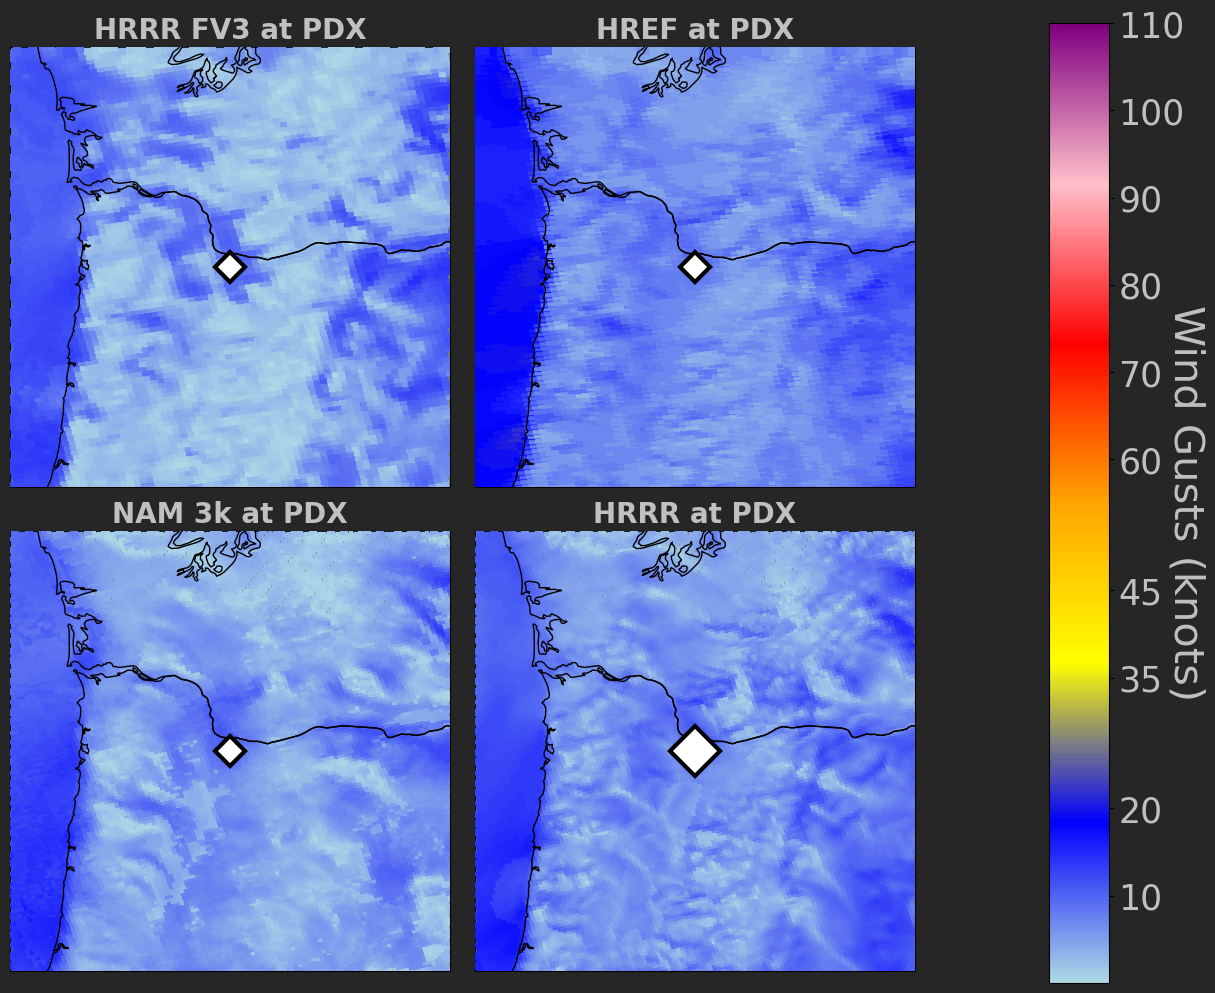 HRRR FV3 at PDX
HREF at PDX
NAM 3k at PDX
HRRR at PDX
110
100
90
80
70
60
45
35
20
10
Wind Gusts (knots)